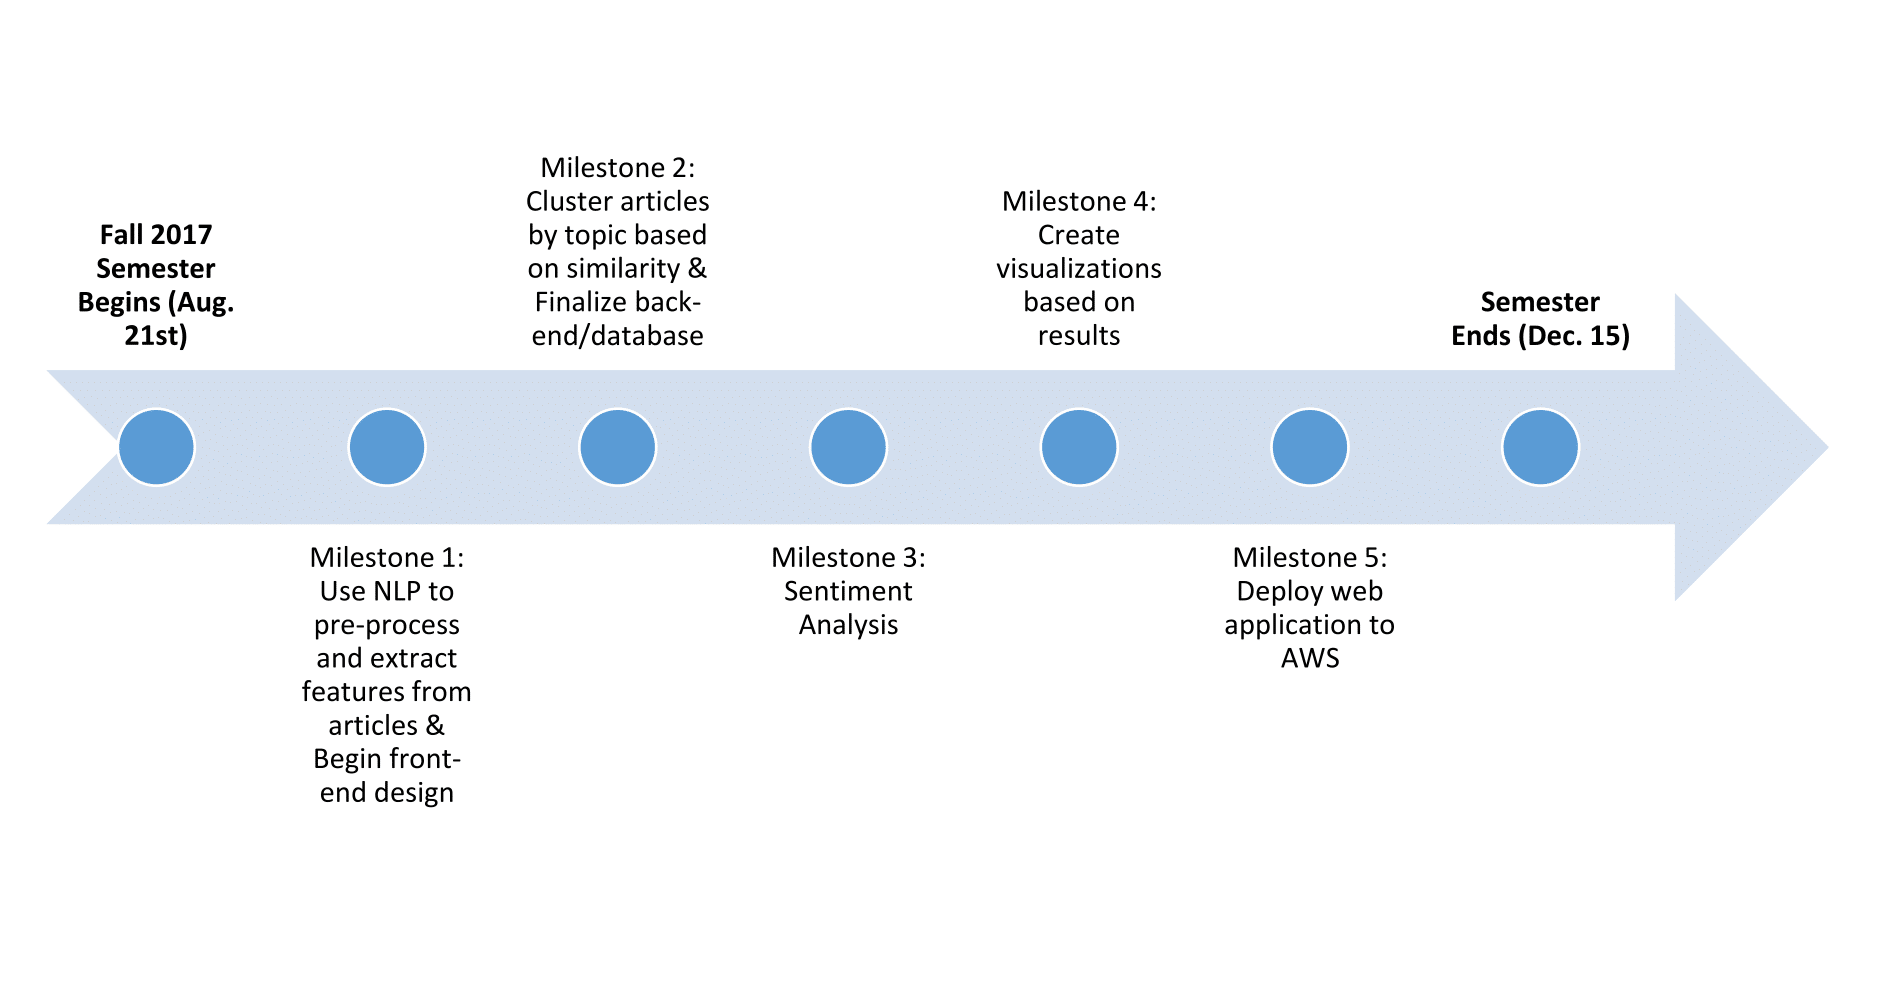 Fall 2017
Semester
Begins (Aug.
21st)
Milestone 1:
Use NLP to
pre-process
and extract
features from
articles &
Begin front-
end design
Milestone 2:
Cluster articles
by topic based
on similarity &
Finalize back-
end/database
Milestone 3:
Sentiment
Analysis
Milestone 4:
Create
visualizations
based on
results
Milestone 5:
Deploy web
application to
AWS
Semester
Ends (Dec. 15)